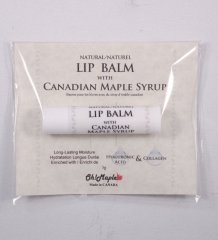 NATURAL-NATUREL
LIP BALM
WITH
CANADIAN MAPLE SYRUP
LIP BALM
WITH
CANADIAN
MAPLE SYRUP
Long-Lasting Moisture
Hydratation Longue Durée
Enriched with / Enrichi de
HYALURONIC
ACID
&
COLLAGEN
Oh!Maple
Made in CANADA